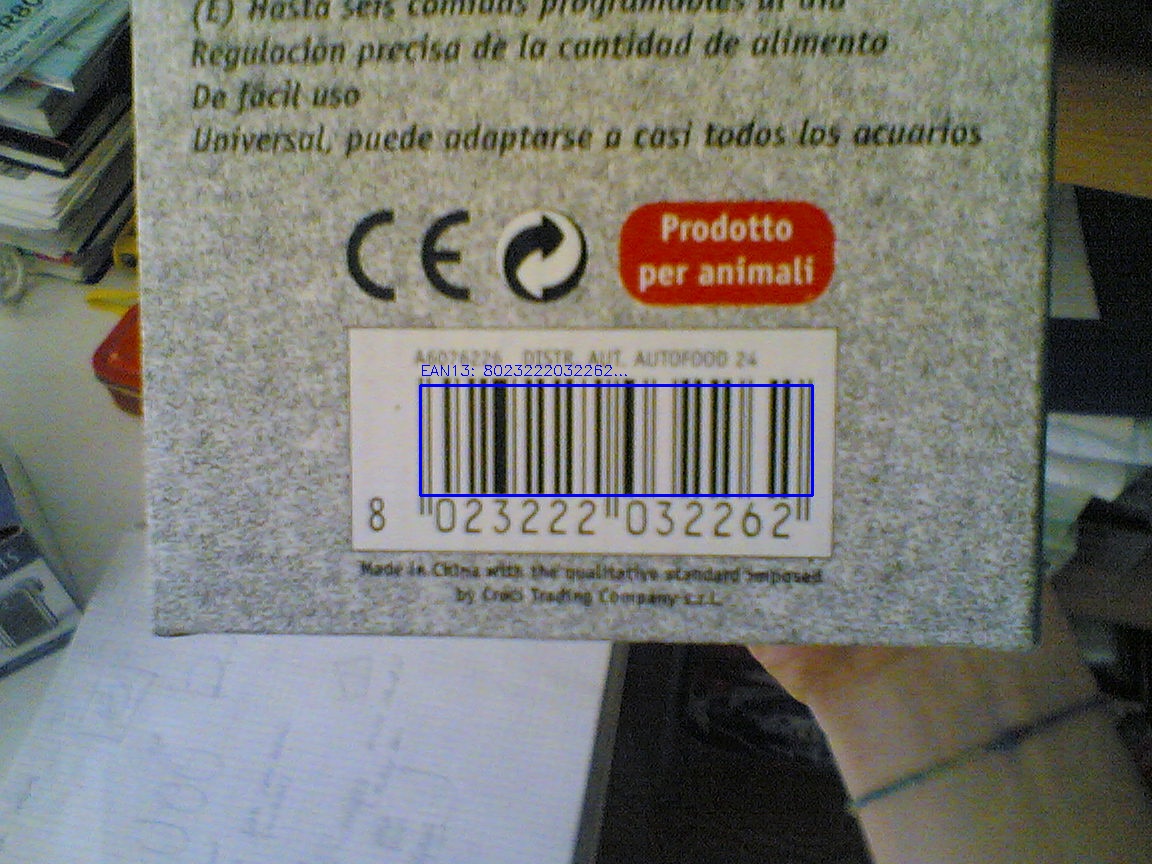 (E) Hasta seis comidas programables al día
Regulación precisa de la cantidad de alimento
De fácil uso
Universal, puede adaptarse a casi todos los acuarios
CE
Prodotto
per animali
A6026226 DISTR. AUT. AUTOFOOD 24
EAN13: 8023222032262...
8 023222 032262
Made in China with the qualitative standard imposed
by Croci Trading Company s.r.l.